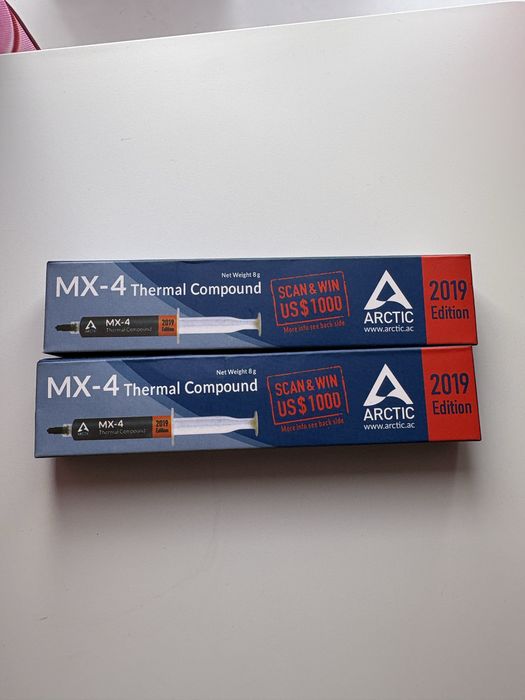 Net Weight 8g
MX-4 Thermal Compound
MX-4
Thermal Compound
2019
Edition
SCAN & WIN
US$1000
More info see back side
ARCTIC
www.arctic.ac
2019
Edition
Net Weight 8g
MX-4 Thermal Compound
MX-4
Thermal Compound
2019
Edition
SCAN & WIN
US$1000
More info see back side
ARCTIC
www.arctic.ac
2019
Edition